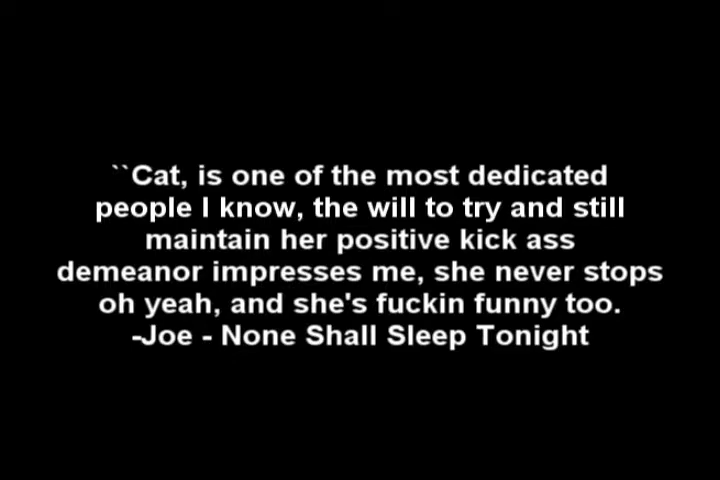 ``Cat, is one of the most dedicated
people I know, the will to try and still
maintain her positive kick ass
demeanor impresses me, she never stops
oh yeah, and she's fuckin funny too.
-Joe - None Shall Sleep Tonight